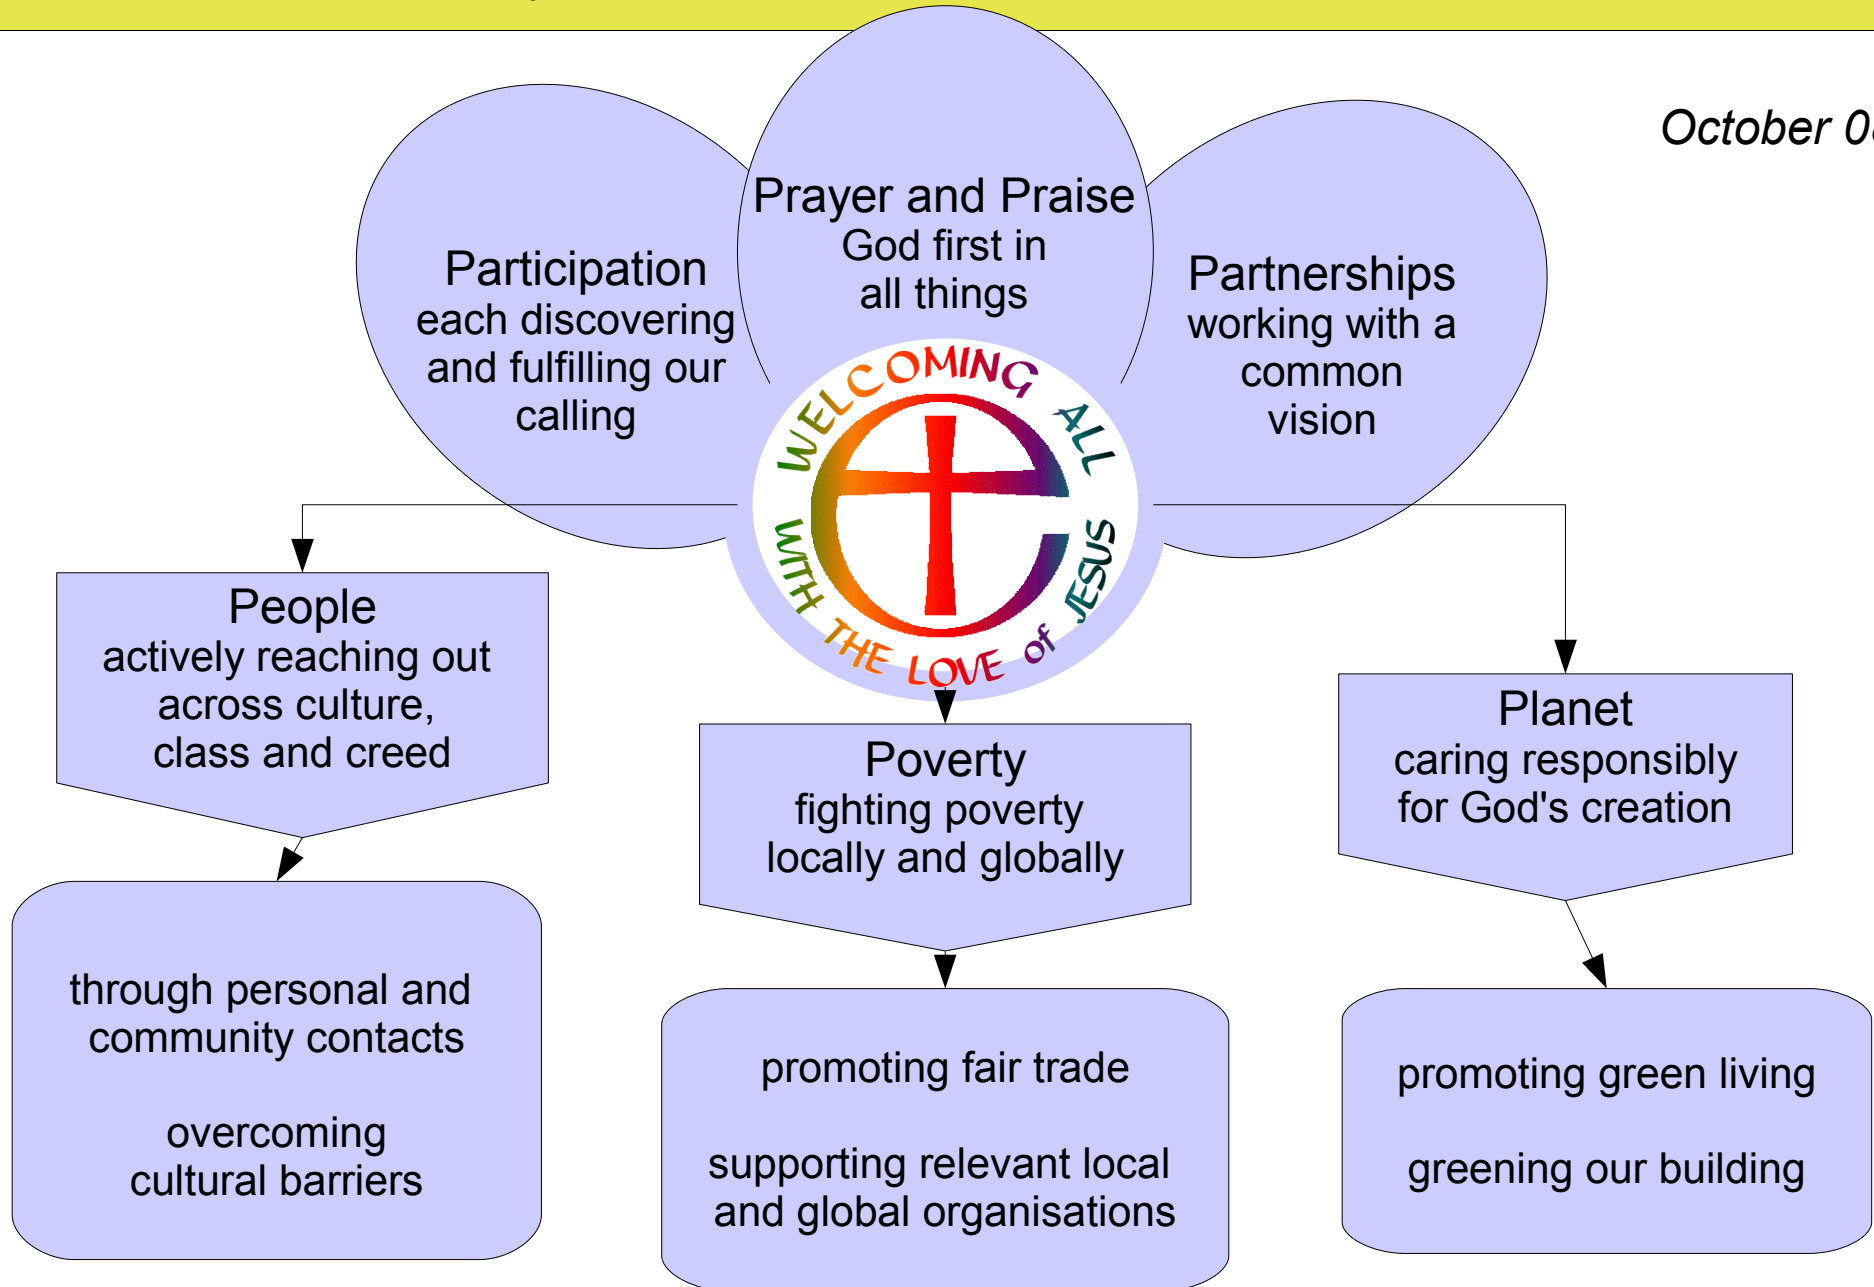 October 08
Prayer and Praise
God first in
all things
Participation
each discovering
and fulfilling our
calling
Partnerships
working with a
common
vision
WELCOMING ALL
WITH THE LOVE of JESUS
People
actively reaching out
across culture,
class and creed
Poverty
fighting poverty
locally and globally
Planet
caring responsibly
for God's creation
through personal and
community contacts
overcoming
cultural barriers
promoting fair trade
supporting relevant local
and global organisations
promoting green living
greening our building